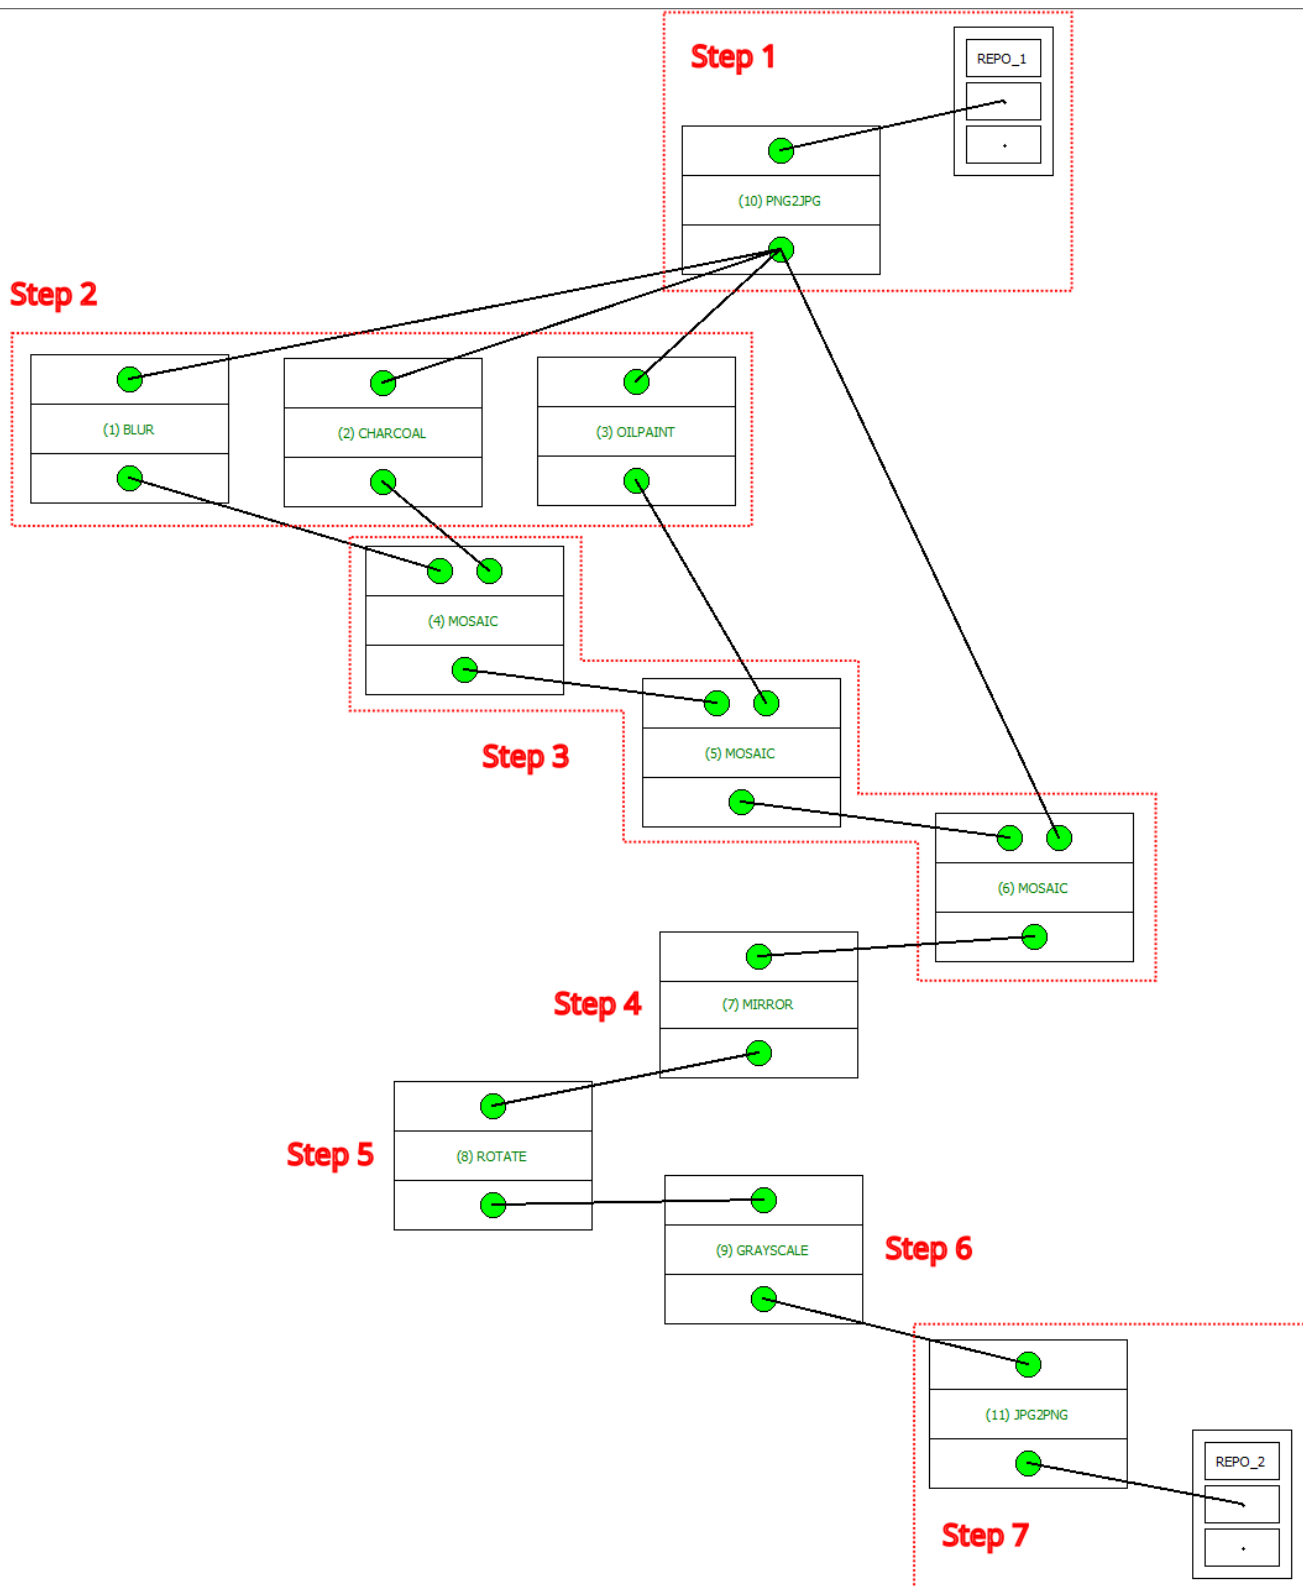 Step 1
REPO_1
(10) PNG2JPG
Step 2
(1) BLUR
(2) CHARCOAL
(3) OILPAINT
(4) MOSAIC
Step 3
(5) MOSAIC
(6) MOSAIC
Step 4
(7) MIRROR
Step 5
(8) ROTATE
(9) GRAYSCALE
Step 6
(11) JPG2PNG
REPO_2
Step 7